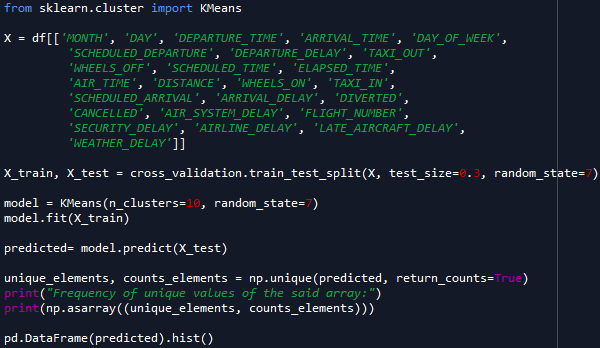 from sklearn.cluster import KMeans
X = df[['MONTH', 'DAY', 'DEPARTURE_TIME', 'ARRIVAL_TIME', 'DAY_OF_WEEK',
'SCHEDULED_DEPARTURE', 'DEPARTURE_DELAY', 'TAXI_OUT',
'WHEELS_OFF', 'SCHEDULED_TIME', 'ELAPSED_TIME',
'AIR_TIME', 'DISTANCE', 'WHEELS_ON', 'TAXI_IN',
'SCHEDULED_ARRIVAL', 'ARRIVAL_DELAY', 'DIVERTED',
'CANCELLED', 'AIR_SYSTEM_DELAY', 'FLIGHT_NUMBER',
'SECURITY_DELAY', 'AIRLINE_DELAY', 'LATE_AIRCRAFT_DELAY',
'WEATHER_DELAY']]
X_train, X_test = cross_validation.train_test_split(X, test_size=0.3, random_state=7)
model = KMeans(n_clusters=10, random_state=7)
model.fit(X_train)
predicted= model.predict(X_test)
unique_elements, counts_elements = np.unique(predicted, return_counts=True)
print("Frequency of unique values of the said array:")
print(np.asarray((unique_elements, counts_elements)))
pd.DataFrame(predicted).hist()